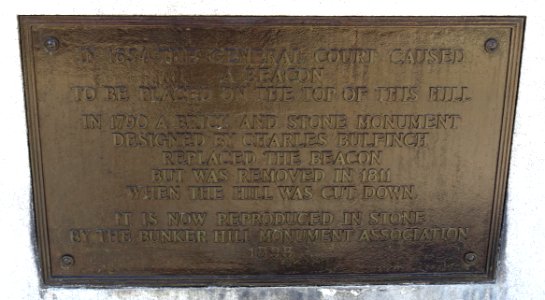 IN 1634 THE GENERAL COURT CAUSED
A BEACON
TO BE PLACED ON THE TOP OF THIS HILL
IN 1790 A BRICK AND STONE MONUMENT
DESIGNED BY CHARLES BULFINCH
REPLACED THE BEACON
BUT WAS REMOVED IN 1811
WHEN THE HILL WAS CUT DOWN.
IT IS NOW REPRODUCED IN STONE
BY THE BUNKER HILL MONUMENT ASSOCIATION
1898